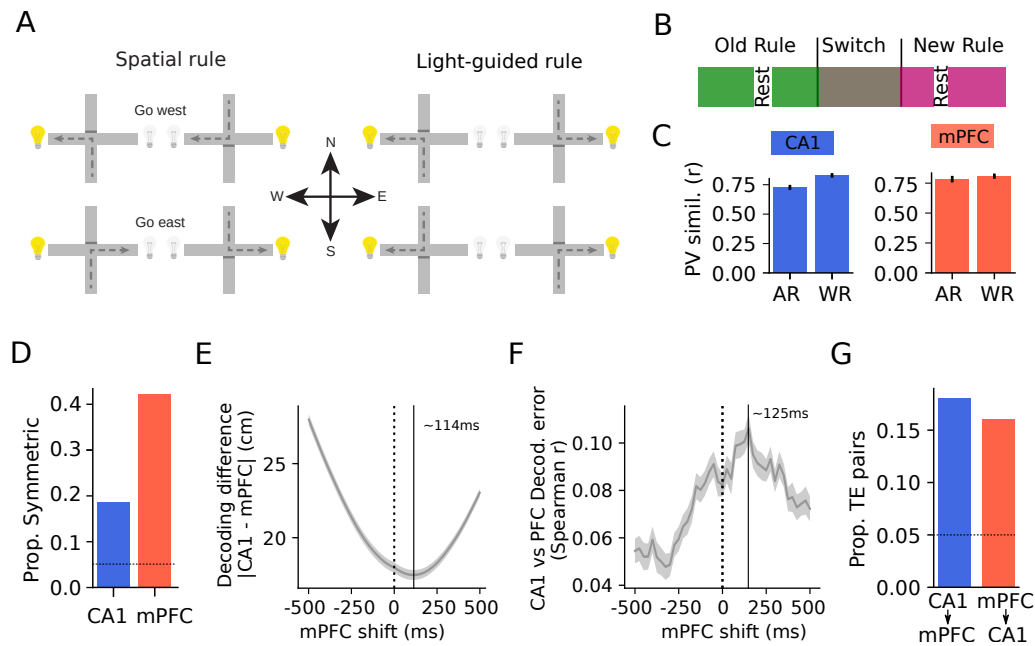 A
Spatial rule
Light-guided rule
Go west
Go east
N
W
E
S
B
Old Rule
Switch
New Rule
Rest
Rest
C
CA1
mPFC
PV simil. (r)
0.75
0.50
0.25
0.00
AR WR
0.75
0.50
0.25
0.00
AR WR
D
Prop. Symmetric
0.4
0.3
0.2
0.1
0.0
CA1 mPFC
E
Decoding difference
|CA1 - mPFC| (cm)
25
20
~114ms
-500 -250 0 250 500
mPFC shift (ms)
F
CA1 vs PFC Decod. error
(Spearman r)
0.10
0.08
0.06
0.04
~125ms
-500 -250 0 250 500
mPFC shift (ms)
G
Prop. TE pairs
0.15
0.10
0.05
0.00
CA1 mPFC
mPFC CA1